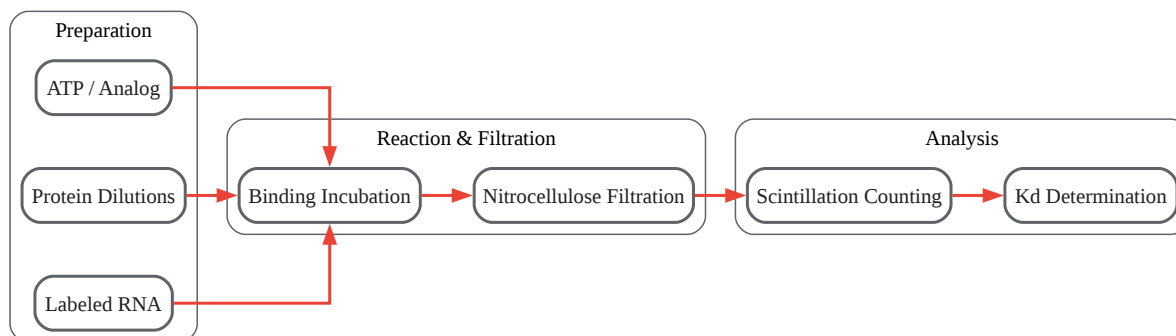 Preparation
ATP / Analog
Protein Dilutions
Labeled RNA
Reaction & Filtration
Binding Incubation
Nitrocellulose Filtration
Analysis
Scintillation Counting
Kd Determination